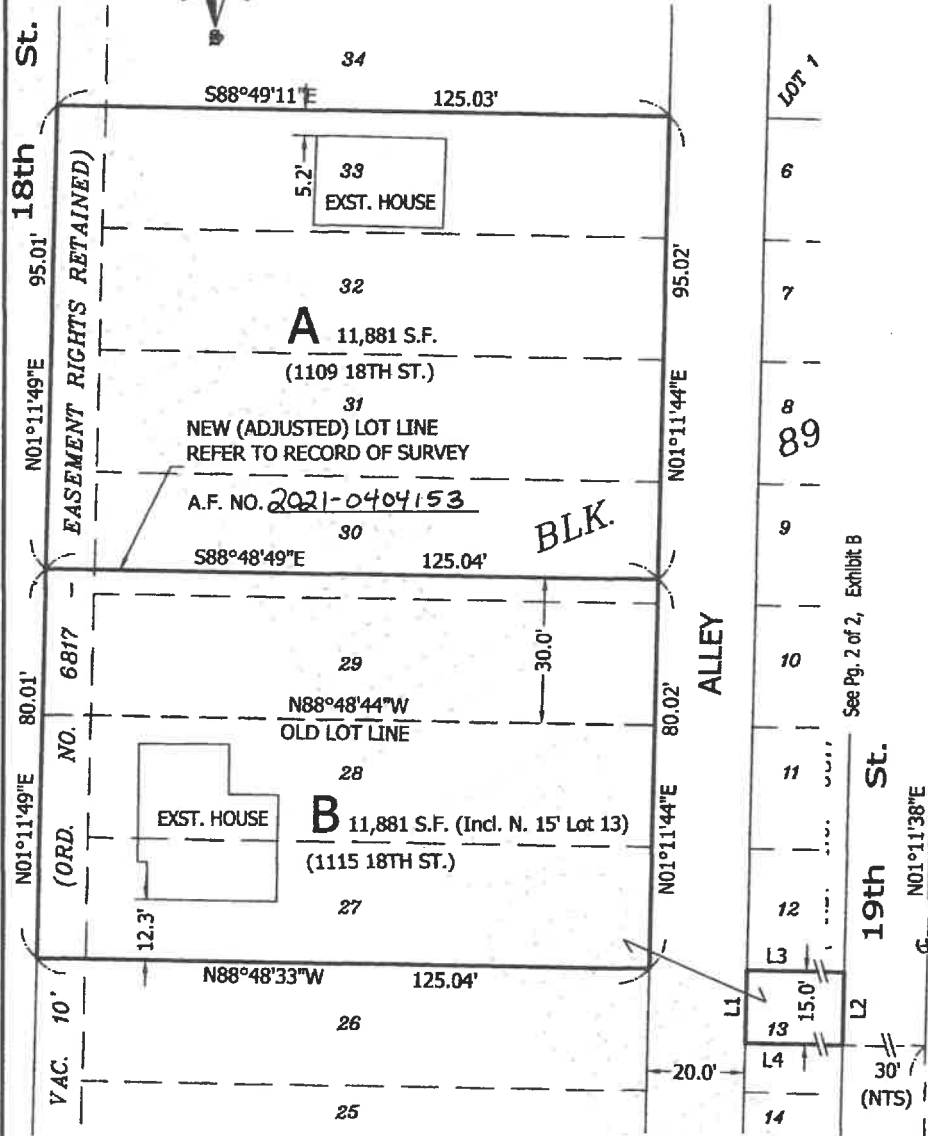 18th St.
34
S88°49'11"E 125.03'
LOT 1
33
EXST. HOUSE
5.2'
6
95.01'
N01°11'49"E
EASEMENT RIGHTS RETAINED)
32
95.02'
N01°11'44"E
7
A 11,881 S.F.
(1109 18TH ST.)
31
8
89
NEW (ADJUSTED) LOT LINE
REFER TO RECORD OF SURVEY
A.F. NO. 2021-0404153
30
BLK.
9
S88°48'49"E 125.04'
80.01'
N01°11'49"E
(ORD. NO. 6817 -
29
30.0'
ALLEY
10
See Pg. 2 of 2, Exhibit B
N88°48'44"W
OLD LOT LINE
80.02'
N01°11'44"E
28
11
EXST. HOUSE
B 11,881 S.F. (Incl. N. 15' Lot 13)
(1115 18TH ST.)
19th St.
N01°11'38"E
27
12
12.3'
N88°48'33"W 125.04'
L3
L1
15.0'
L2
13
L4
VAC. 10'
26
20.0'
30'
(NTS)
25
14